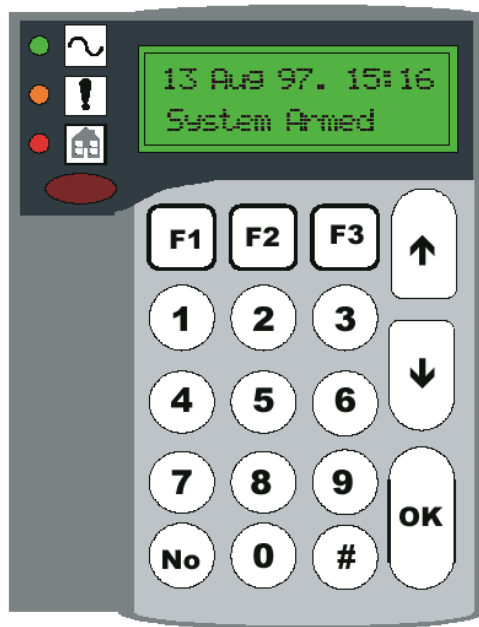 13 Aug 97. 15:16
System Armed
F1 F2 F3
1 2 3
4 5 6
7 8 9
OK
No 0 #